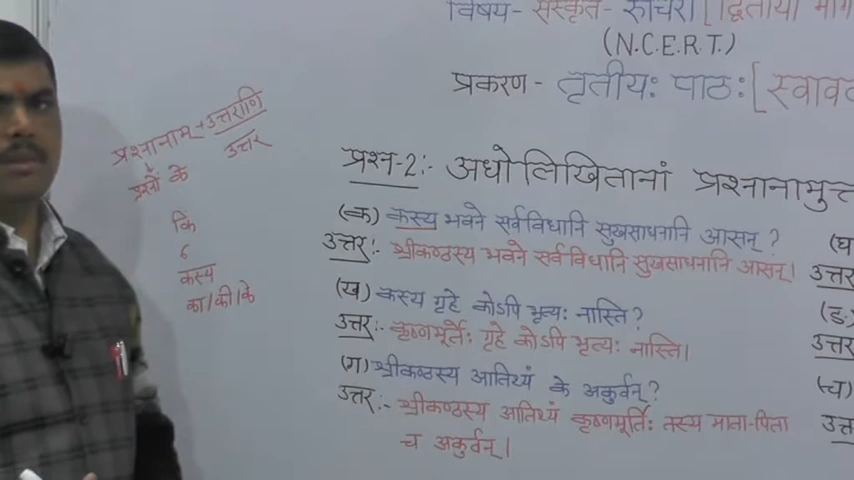 विषय- संस्कृत- रुचिरा [द्वितीयो भाग
(N.C.E.R.T.)
प्रकरण - तृतीयः पाठः [स्वाव
प्रश्नानाम् + उत्तराणि
प्रश्नों के उत्तर
कि
6
कस्य
का/की/के
प्रश्न-2:- अधोलिखितानां प्रश्नानामुत्त
(क) कस्य भवने सर्वविधानि सुखसाधनानि आसन्?
उत्तर:- श्रीकण्ठस्य भवने सर्वविधानि सुखसाधनानि आसन्।
(ख) कस्य गृहे कोऽपि भृत्यः नास्ति?
उत्तर:- कृष्णमूर्तेः गृहे कोऽपि भृत्यः नास्ति।
(ग) श्रीकण्ठस्य आतिथ्यं के अकुर्वन्?
उत्तर:- श्रीकण्ठस्य आतिथ्यं कृष्णमूर्तिः तस्य माता-पिता
च अकुर्वन्।
(घ
उत्तर
(ङ)
उत्तर
(च)
उत्त